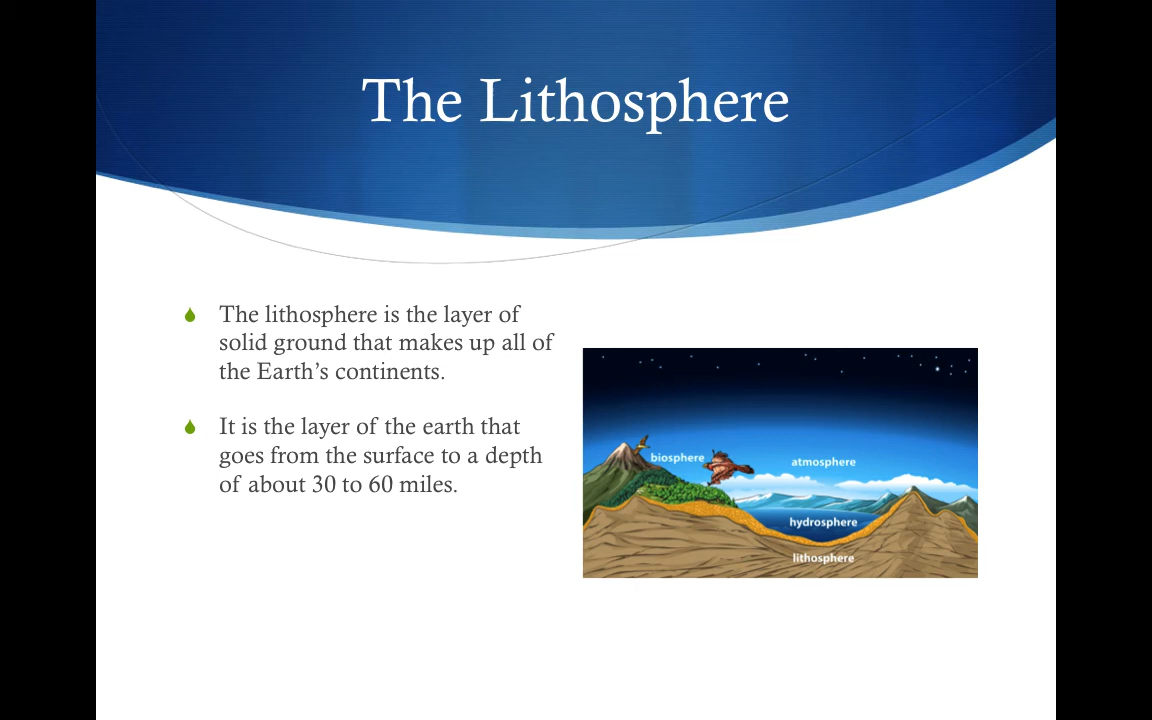 The Lithosphere
The lithosphere is the layer of
solid ground that makes up all of
the Earth’s continents.
It is the layer of the earth that
goes from the surface to a depth
of about 30 to 60 miles.
biosphere
atmosphere
hydrosphere
lithosphere